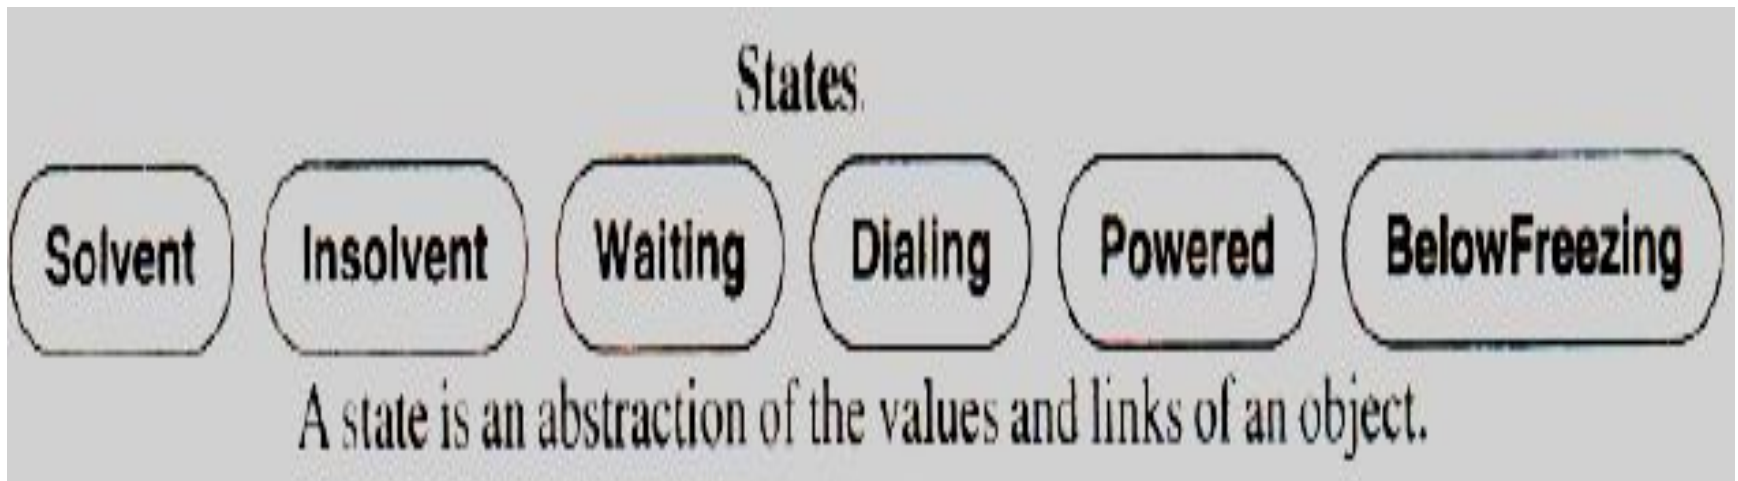 States.
Solvent Insolvent Waiting Dialing Powered BelowFreezing
A state is an abstraction of the values and links of an object.